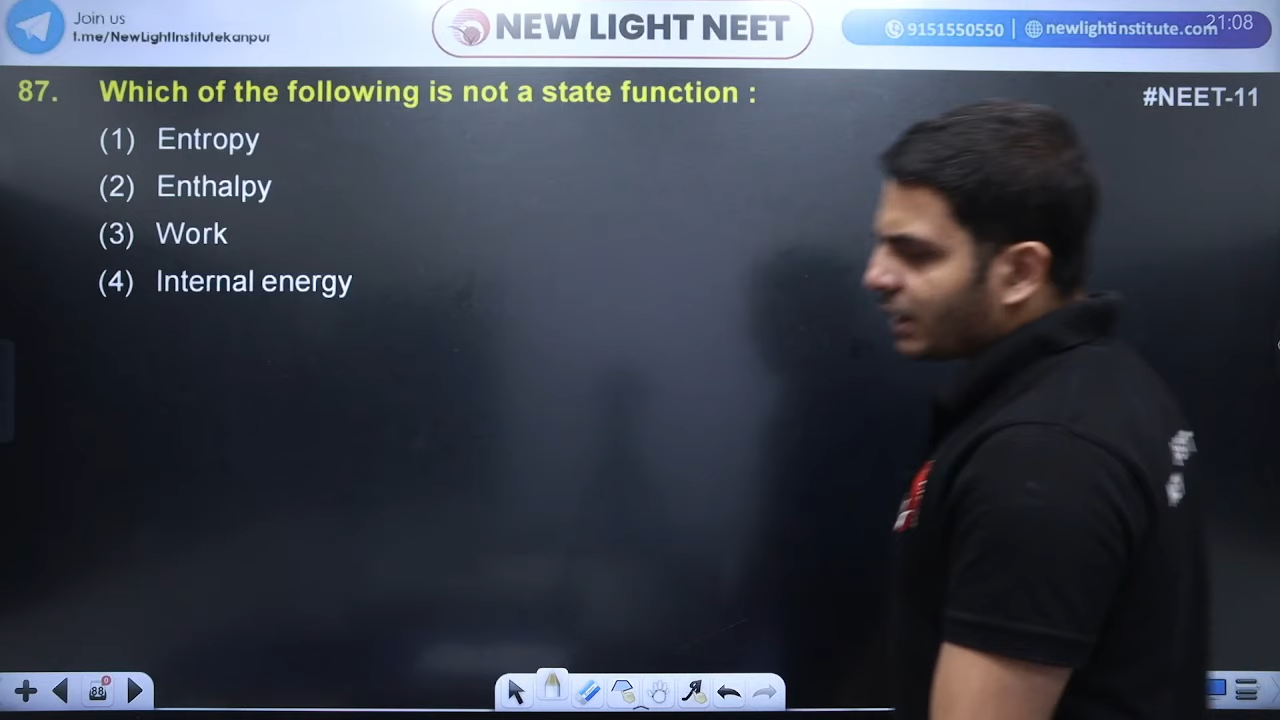 Join us
t.me/NewLightInstitutekanpur
NEW LIGHT NEET
9151550550 | newlightinstitute.com
21:08
87. Which of the following is not a state function :
#NEET-11
(1) Entropy
(2) Enthalpy
(3) Work
(4) Internal energy
88